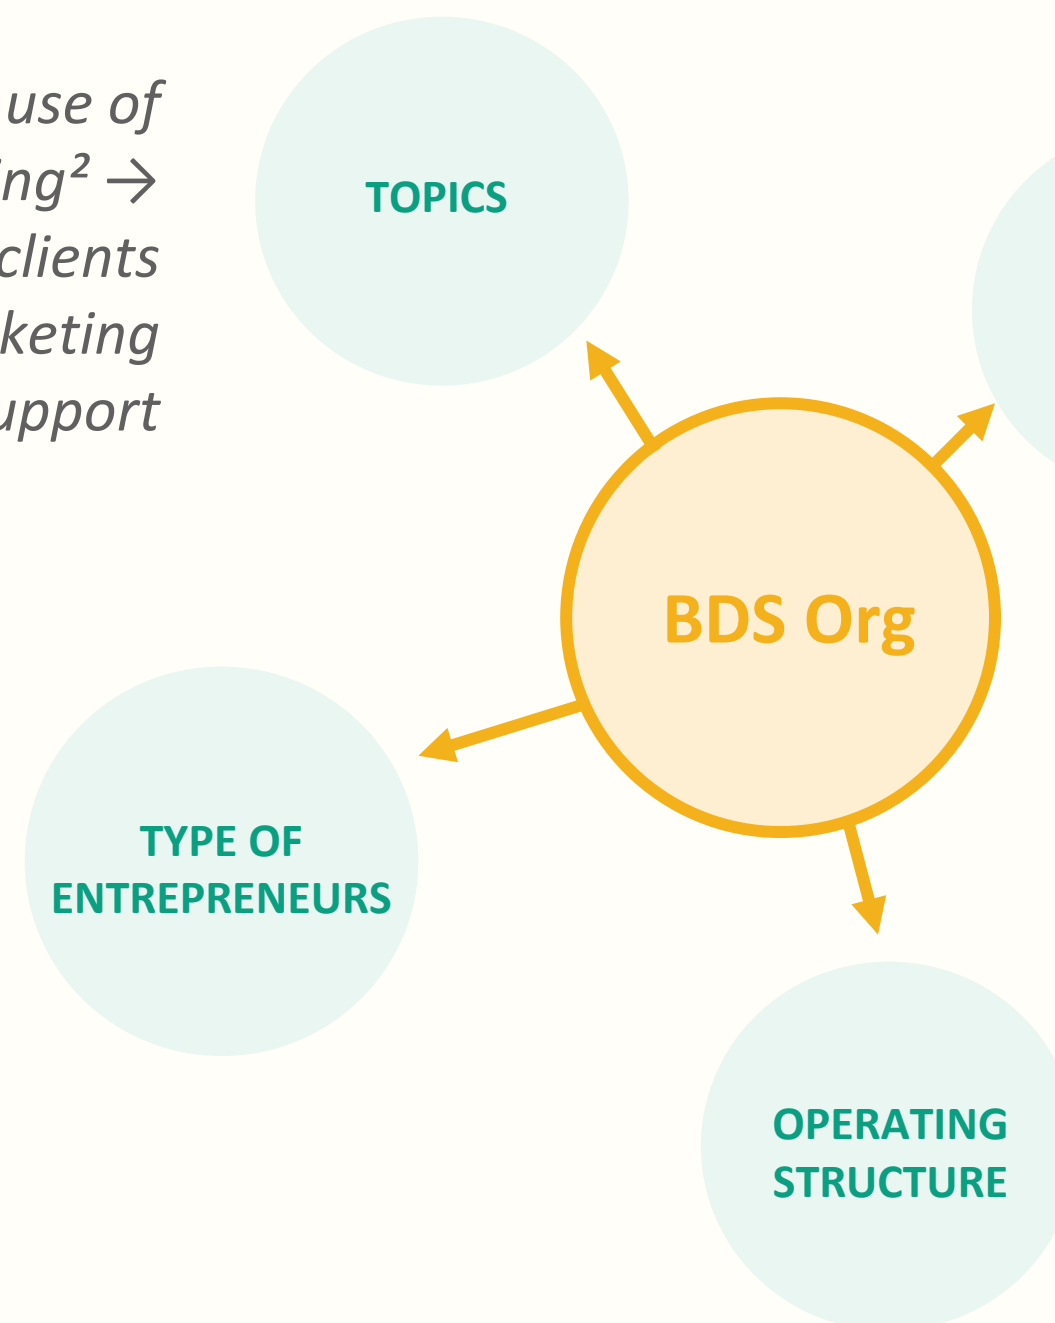 use of
ing² →
clients
keting
upport
TOPICS
BDS Org
TYPE OF
ENTREPRENEURS
OPERATING
STRUCTURE